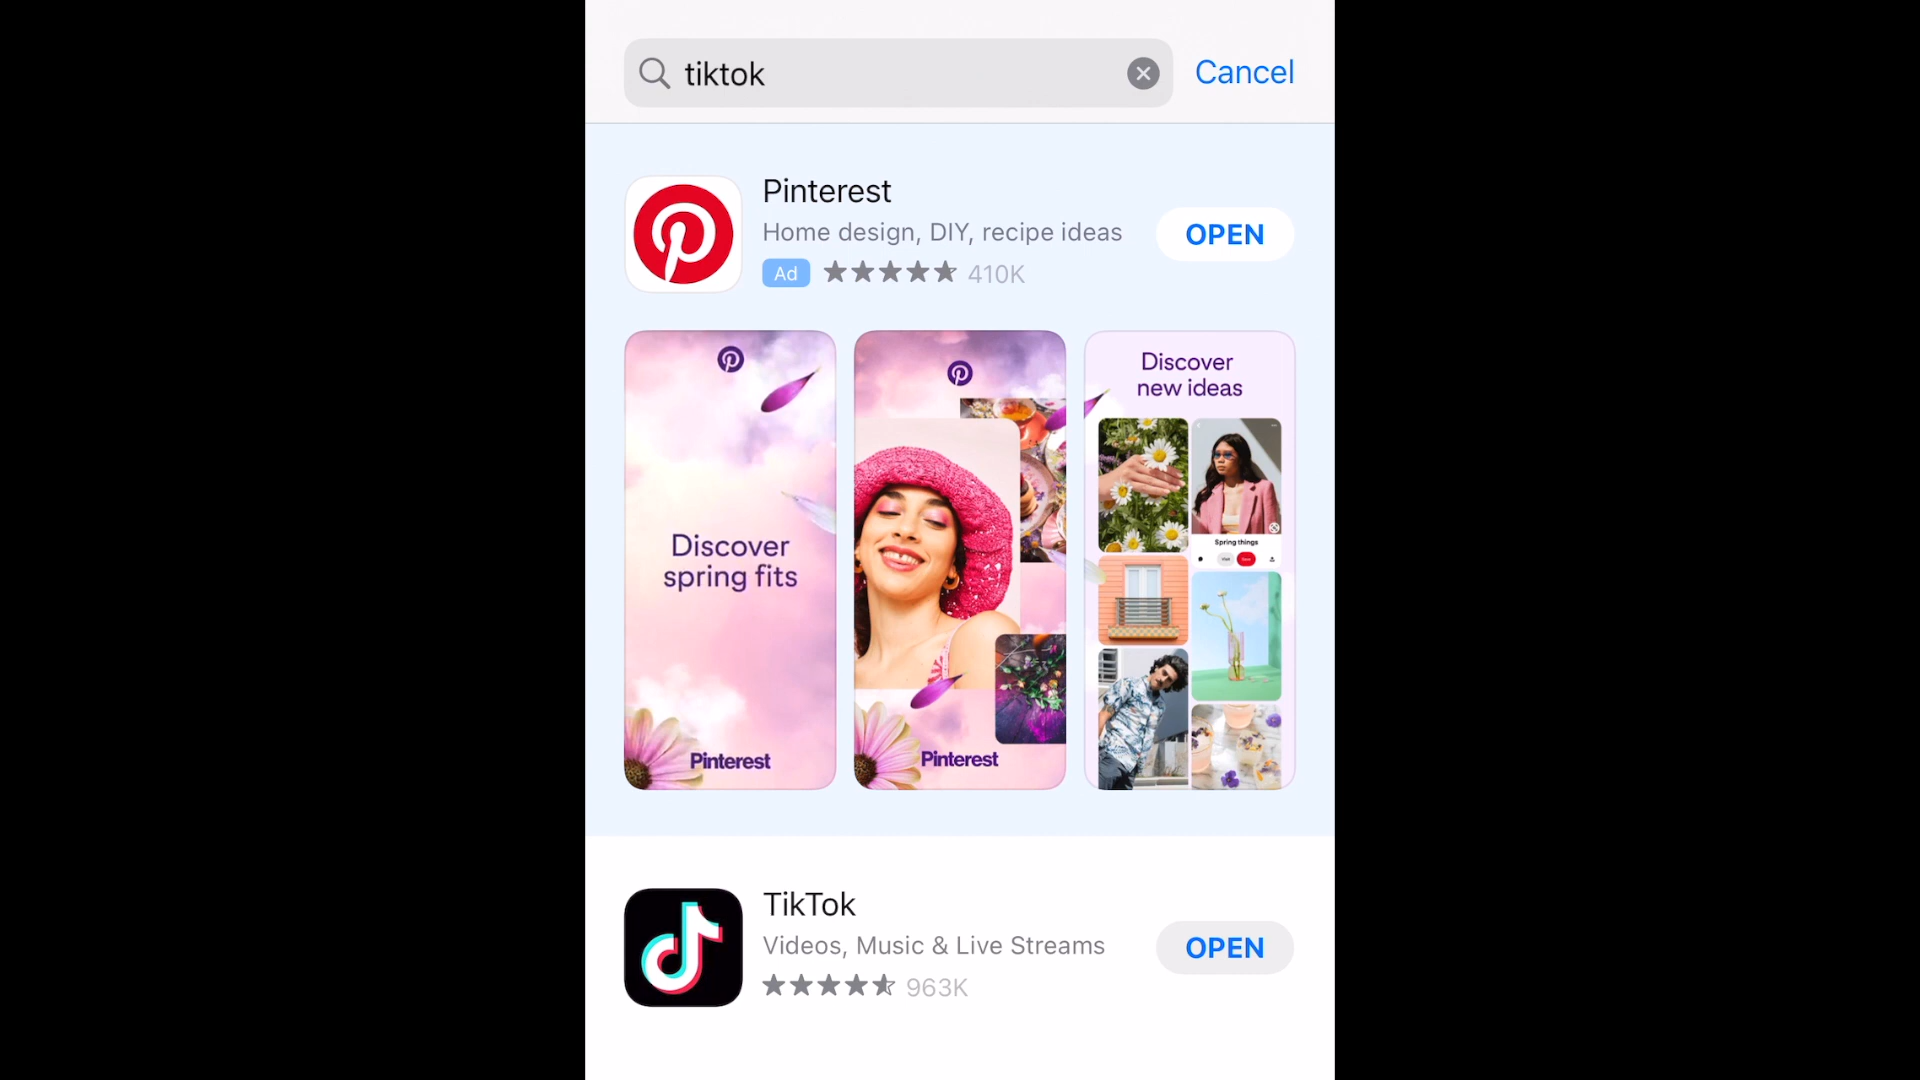 tiktok
Cancel
Pinterest
Home design, DIY, recipe ideas
OPEN
Ad
410K
Discover
spring fits
Pinterest
Pinterest
Discover
new ideas
Spring things
TikTok
Videos, Music & Live Streams
OPEN
963K